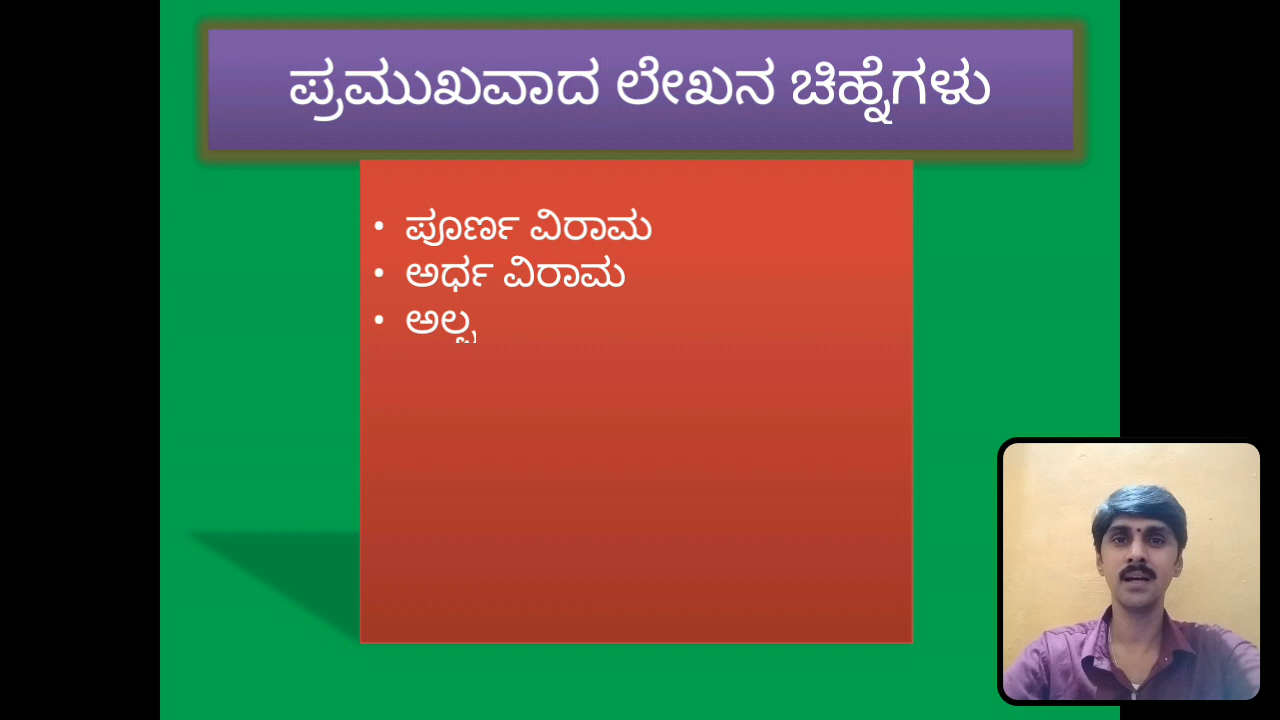 ಪ್ರಮುಖವಾದ ಲೇಖನ ಚಿಹ್ನೆಗಳು
• ಪೂರ್ಣ ವಿರಾಮ
• ಅರ್ಧ ವಿರಾಮ
• ಅಲ್ಪ